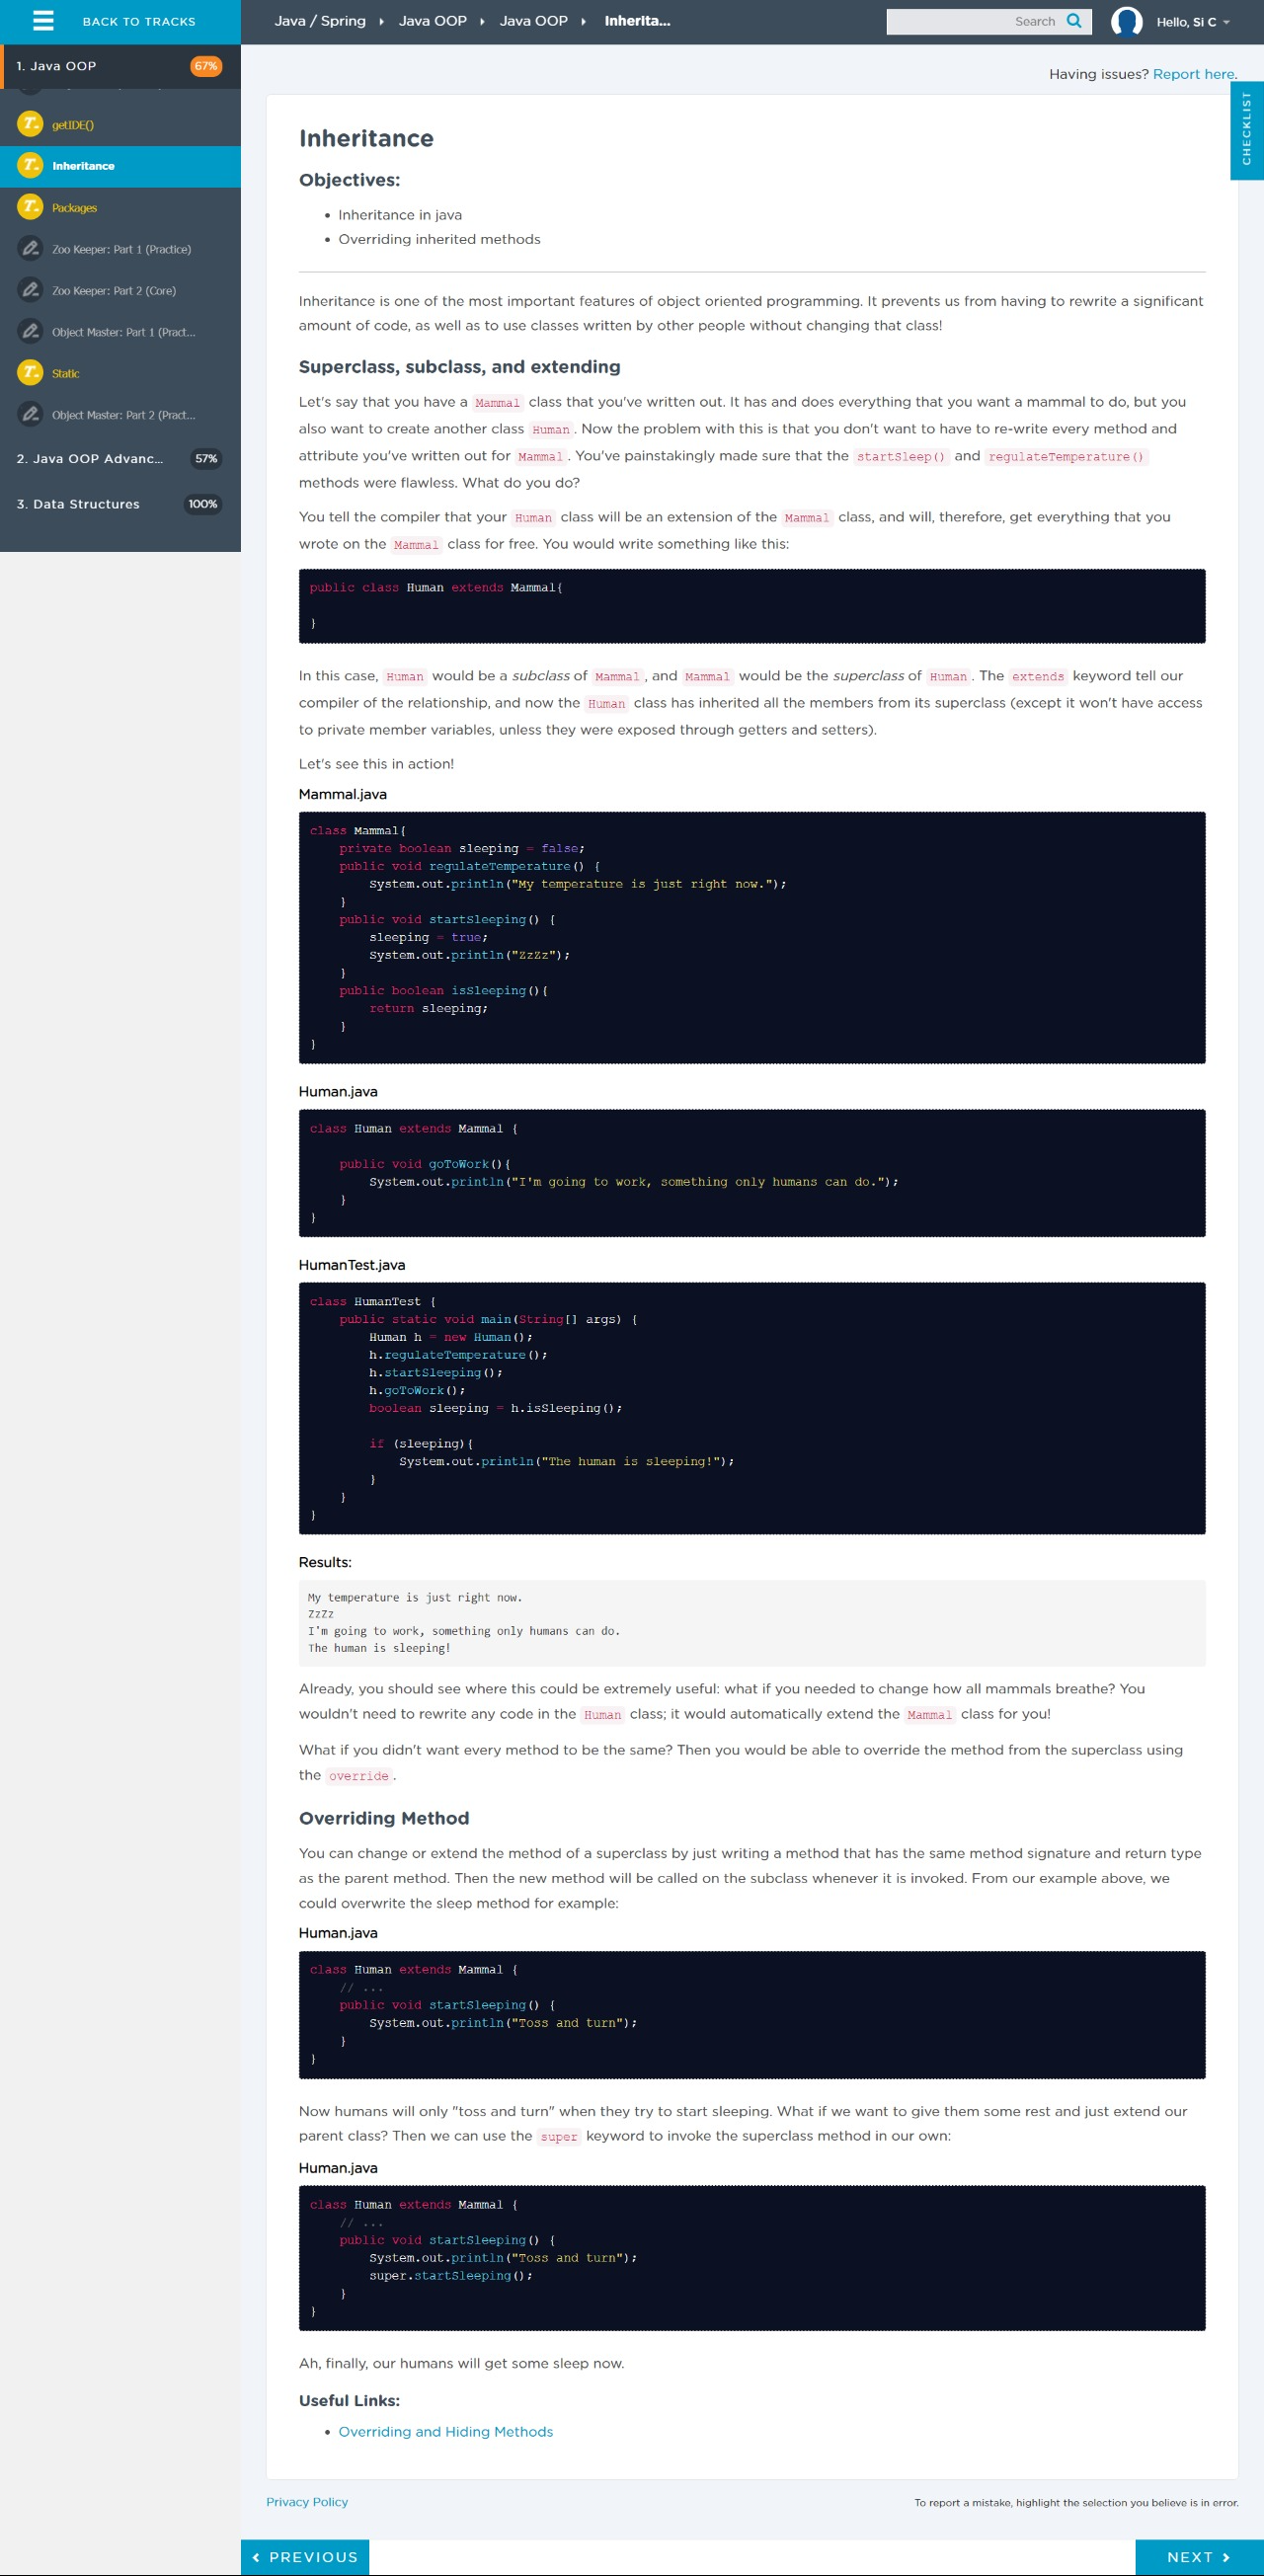 BACK TO TRACKS
Java / Spring
Java OOP
Java OOP
Inherita...
Search
Hello, Si C
1. Java OOP
67%
getIDE()
Inheritance
Packages
Zoo Keeper: Part 1 (Practice)
Zoo Keeper: Part 2 (Core)
Object Master: Part 1 (Pract...
Static
Object Master: Part 2 (Pract...
2. Java OOP Advanc...
57%
3. Data Structures
100%
Having issues? Report here.
CHECKLIST
Inheritance
Objectives:
• Inheritance in java
• Overriding inherited methods
Inheritance is one of the most important features of object oriented programming. It prevents us from having to rewrite a significant
amount of code, as well as to use classes written by other people without changing that class!
Superclass, subclass, and extending
Let's say that you have a Mammal class that you've written out. It has and does everything that you want a mammal to do, but you
also want to create another class Human. Now the problem with this is that you don't want to have to re-write every method and
attribute you've written out for Mammal. You've painstakingly made sure that the startSleep() and regulateTemperature()
methods were flawless. What do you do?
You tell the compiler that your Human class will be an extension of the Mammal class, and will, therefore, get everything that you
wrote on the Mammal class for free. You would write something like this:
public class Human extends Mammal{
}
In this case, Human would be a subclass of Mammal, and Mammal would be the superclass of Human. The extends keyword tell our
compiler of the relationship, and now the Human class has inherited all the members from its superclass (except it won't have access
to private member variables, unless they were exposed through getters and setters).
Let's see this in action!
Mammal.java
class Mammal{
    private boolean sleeping = false;
    public void regulateTemperature() {
        System.out.println("My temperature is just right now.");
    }
    public void startSleeping() {
        sleeping = true;
        System.out.println("ZzZz");
    }
    public boolean isSleeping(){
        return sleeping;
    }
}
Human.java
class Human extends Mammal {
    public void goToWork(){
        System.out.println("I'm going to work, something only humans can do.");
    }
}
HumanTest.java
class HumanTest {
    public static void main(String[] args) {
        Human h = new Human();
        h.regulateTemperature();
        h.startSleeping();
        h.goToWork();
        boolean sleeping = h.isSleeping();
        if (sleeping){
            System.out.println("The human is sleeping!");
        }
    }
}
Results:
My temperature is just right now.
ZzZz
I'm going to work, something only humans can do.
The human is sleeping!
Already, you should see where this could be extremely useful: what if you needed to change how all mammals breathe? You
wouldn't need to rewrite any code in the Human class; it would automatically extend the Mammal class for you!
What if you didn't want every method to be the same? Then you would be able to override the method from the superclass using
the override.
Overriding Method
You can change or extend the method of a superclass by just writing a method that has the same method signature and return type
as the parent method. Then the new method will be called on the subclass whenever it is invoked. From our example above, we
could overwrite the sleep method for example:
Human.java
class Human extends Mammal {
    // ...
    public void startSleeping() {
        System.out.println("Toss and turn");
    }
}
Now humans will only "toss and turn" when they try to start sleeping. What if we want to give them some rest and just extend our
parent class? Then we can use the super keyword to invoke the superclass method in our own:
Human.java
class Human extends Mammal {
    // ...
    public void startSleeping() {
        System.out.println("Toss and turn");
        super.startSleeping();
    }
}
Ah, finally, our humans will get some sleep now.
Useful Links:
• Overriding and Hiding Methods
Privacy Policy
To report a mistake, highlight the selection you believe is in error.
PREVIOUS
NEXT